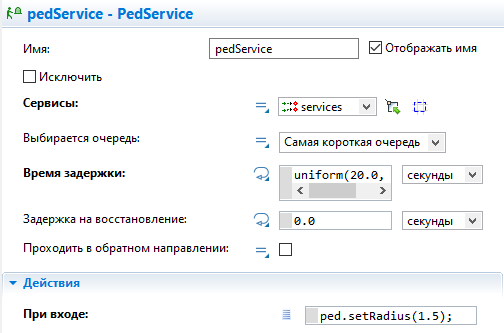 pedService - PedService
Имя: pedService Отображать имя
Исключить
Сервисы: services
Выбирается очередь: Самая короткая очередь
Время задержки: uniform(20.0, секунды
Задержка на восстановление: 0.0 секунды
Проходить в обратном направлении:
Действия
При входе: ped.setRadius(1.5);